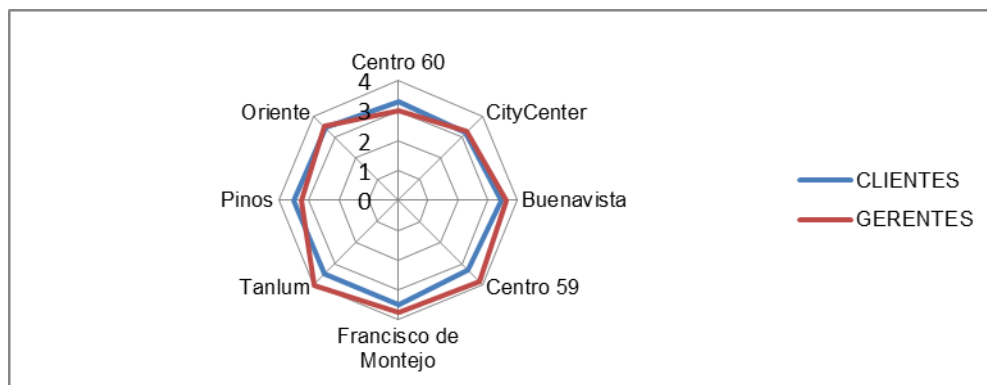 Centro 60
4
Oriente
CityCenter
3
2
1
Pinos
0
Buenavista
CLIENTES
GERENTES
Tanlum
Centro 59
Francisco de
Montejo